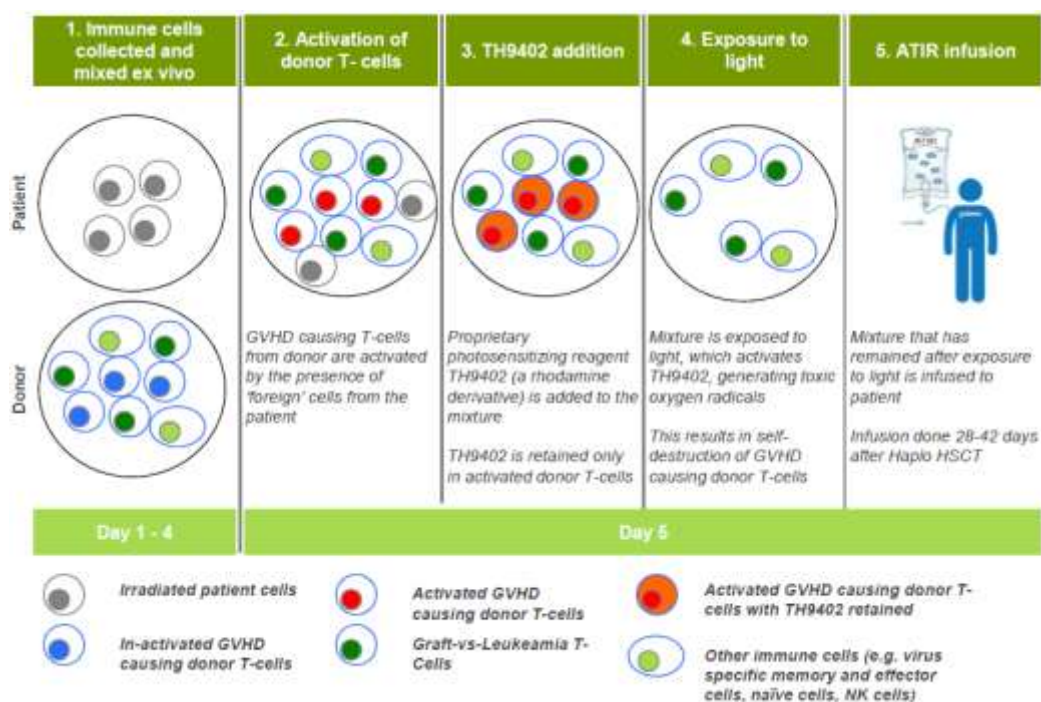 1. Immune cells
collected and
mixed ex vivo
2. Activation of
donor T- cells
3. TH9402 addition
4. Exposure to
light
5. ATIR infusion
Patient
Donor
ATIR
GVHD causing T-cells
from donor are activated
by the presence of
‘foreign’ cells from the
patient
Proprietary
photosensitizing reagent
TH9402 (a rhodamine
derivative) is added to the
mixture
TH9402 is retained only
in activated donor T-cells
Mixture is exposed to
light, which activates
TH9402, generating toxic
oxygen radicals
This results in self-
destruction of GVHD
causing donor T-cells
Mixture that has
remained after exposure
to light is infused to
patient
Infusion done 28-42 days
after Haplo HSCT
Day 1 - 4
Day 5
Irradiated patient cells
In-activated GVHD
causing donor T-cells
Activated GVHD
causing donor T-cells
Graft-vs-Leukeamia T-
Cells
Activated GVHD causing donor T-
cells with TH9402 retained
Other immune cells (e.g. virus
specific memory and effector
cells, naïve cells, NK cells)